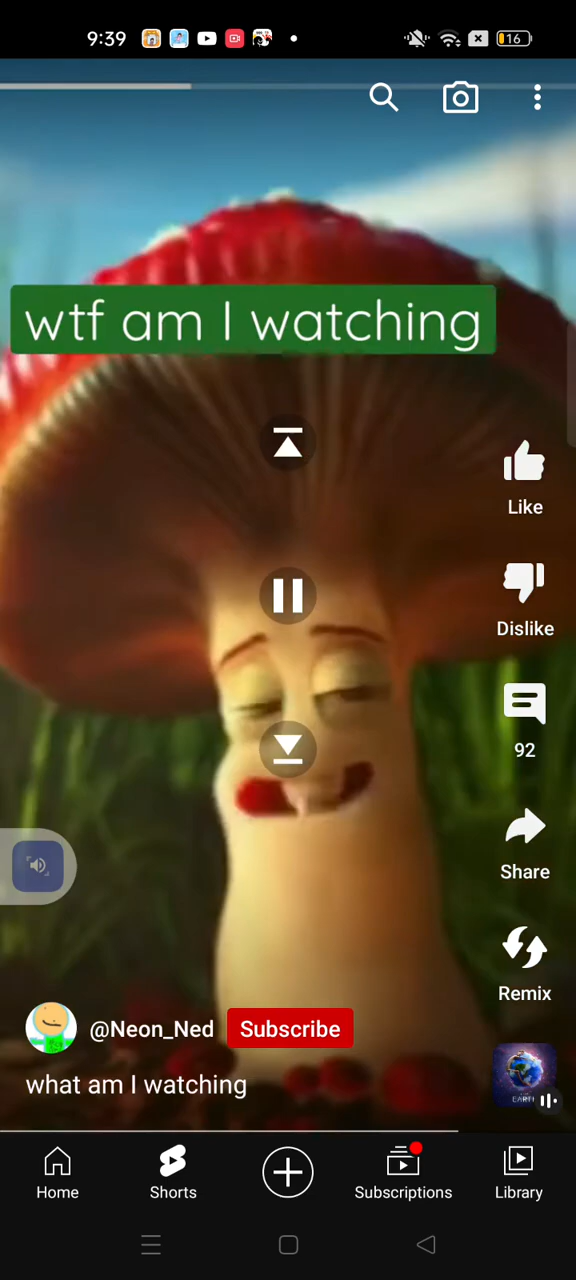 9:39
16
wtf am I watching
Like
Dislike
92
Share
Remix
@Neon_Ned
Subscribe
what am I watching
EARTH
Home
Shorts
Subscriptions
Library